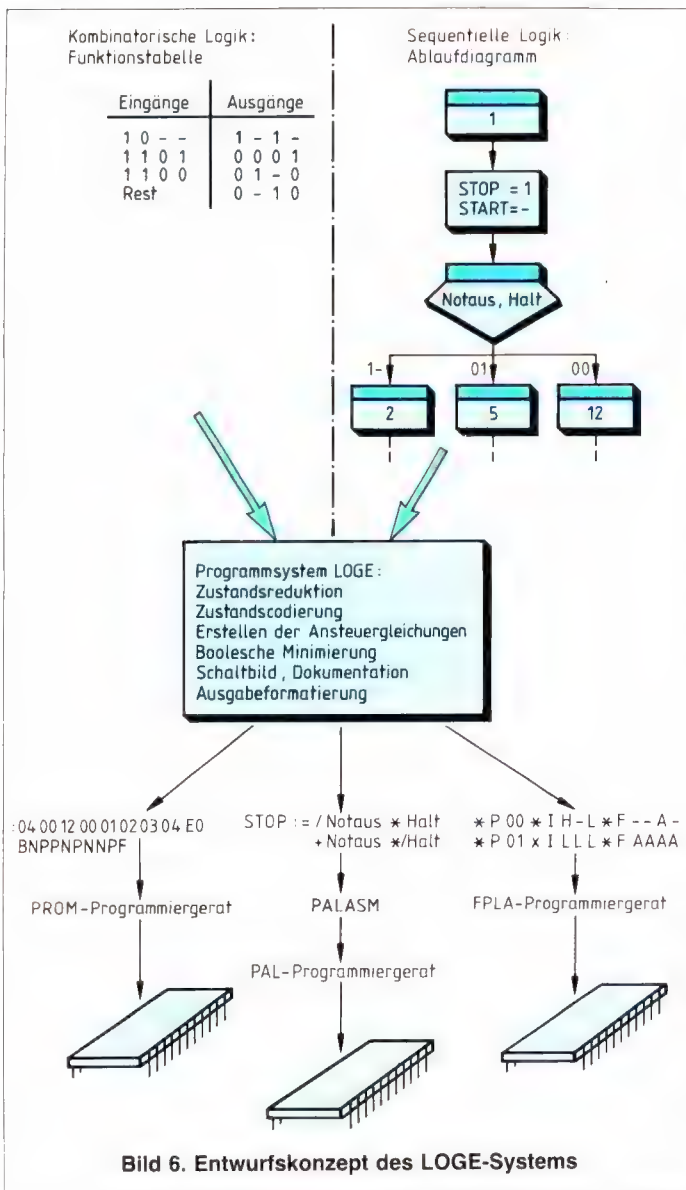 Kombinatorische Logik:
Funktionstabelle
Eingänge Ausgänge
1 0 - - 1 - 1 -
1 1 0 1 0 0 0 1
1 1 0 0 0 1 - 0
Rest 0 - 1 0
Sequentielle Logik:
Ablaufdiagramm
1
STOP = 1
START=-
Notaus, Halt
1- 01 00
2 5 12
Programmsystem LOGE:
Zustandsreduktion
Zustandscodierung
Erstellen der Ansteuergleichungen
Boolesche Minimierung
Schaltbild, Dokumentation
Ausgabeformatierung
:04 00 12 00 01 02 03 04 E0
BNPPNPNNPF
PROM-Programmiergerat
STOP := / Notaus * Halt
+ Notaus */Halt
PALASM
PAL-Programmiergerat
* P 00 * I H-L * F --A-
* P 01 x I LLL * F AAAA
FPLA-Programmiergerat
Bild 6. Entwurfskonzept des LOGE-Systems